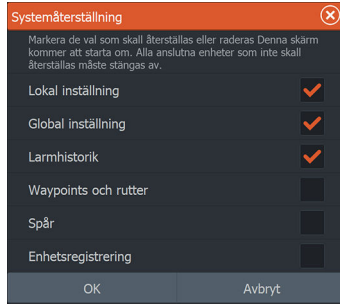 Systemåterställning
Markera de val som skall återställas eller raderas Denna skärm
kommer att starta om. Alla anslutna enheter som inte skall
återställas måste stängas av.
Lokal inställning
Global inställning
Larmhistorik
Waypoints och rutter
Spår
Enhetsregistrering
OK
Avbryt